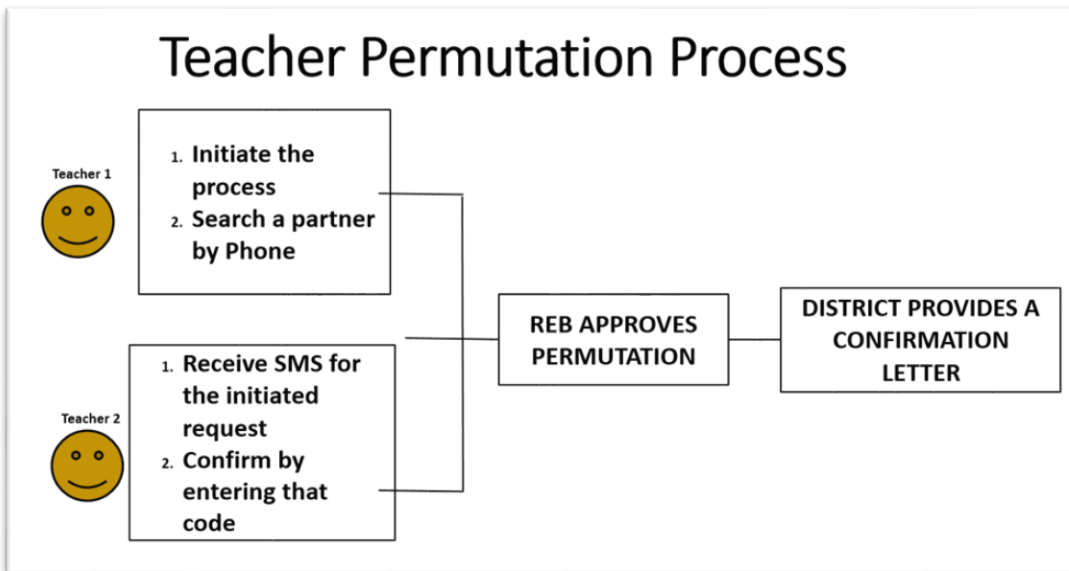 Teacher Permutation Process
Teacher 1
1. Initiate the
process
2. Search a partner
by Phone
Teacher 2
1. Receive SMS for
the initiated
request
2. Confirm by
entering that
code
REB APPROVES
PERMUTATION
DISTRICT PROVIDES A
CONFIRMATION
LETTER